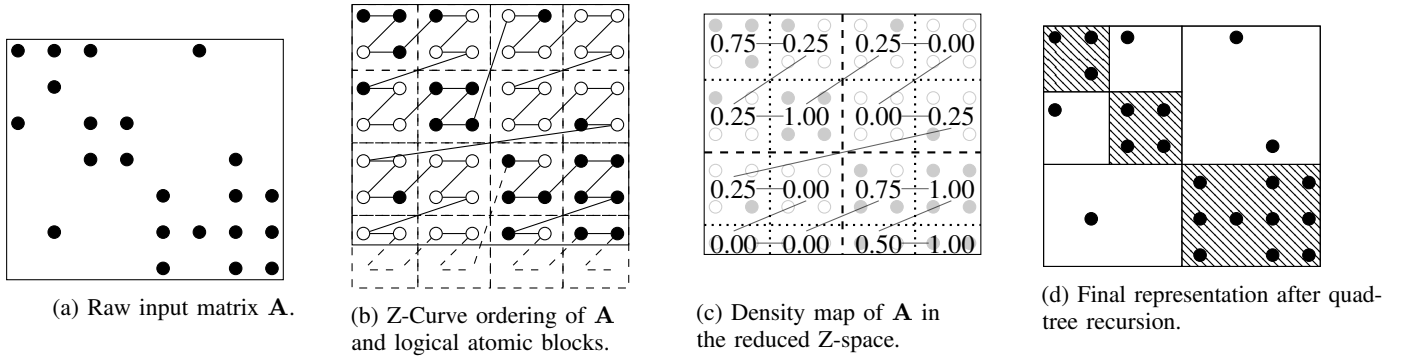 0.75 0.25 0.25 0.00
0.25 1.00 0.00 0.25
0.25 0.00 0.75 1.00
0.00 0.00 0.50 1.00
(a) Raw input matrix A.
(b) Z-Curve ordering of A
and logical atomic blocks.
(c) Density map of A in
the reduced Z-space.
(d) Final representation after quad-
tree recursion.